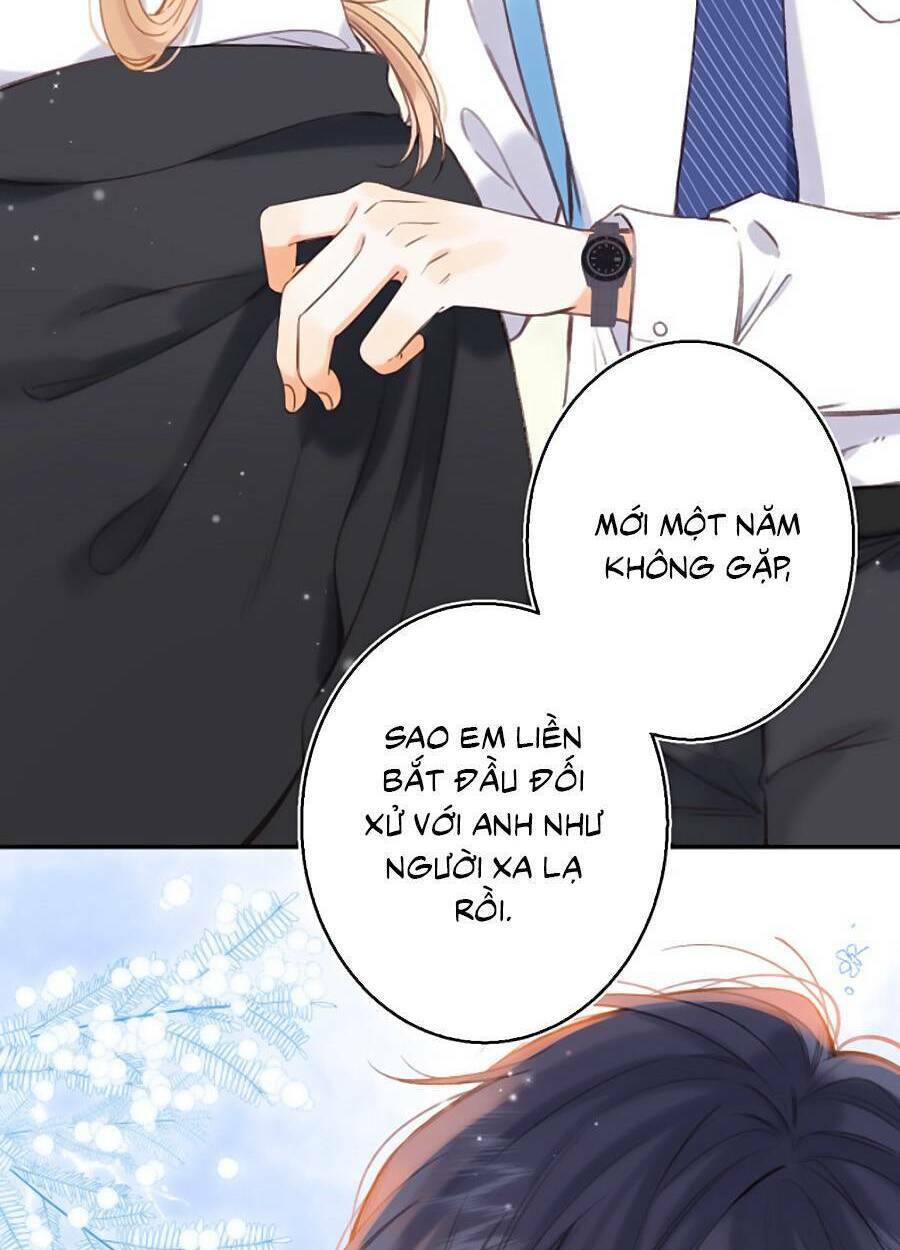 MỚI MỘT NĂM
KHÔNG GẶP,
SAO EM LIỀN
BẮT ĐẦU ĐỐI
XỬ VỚI ANH NHƯ
NGƯỜI XA LẠ
RỒI.